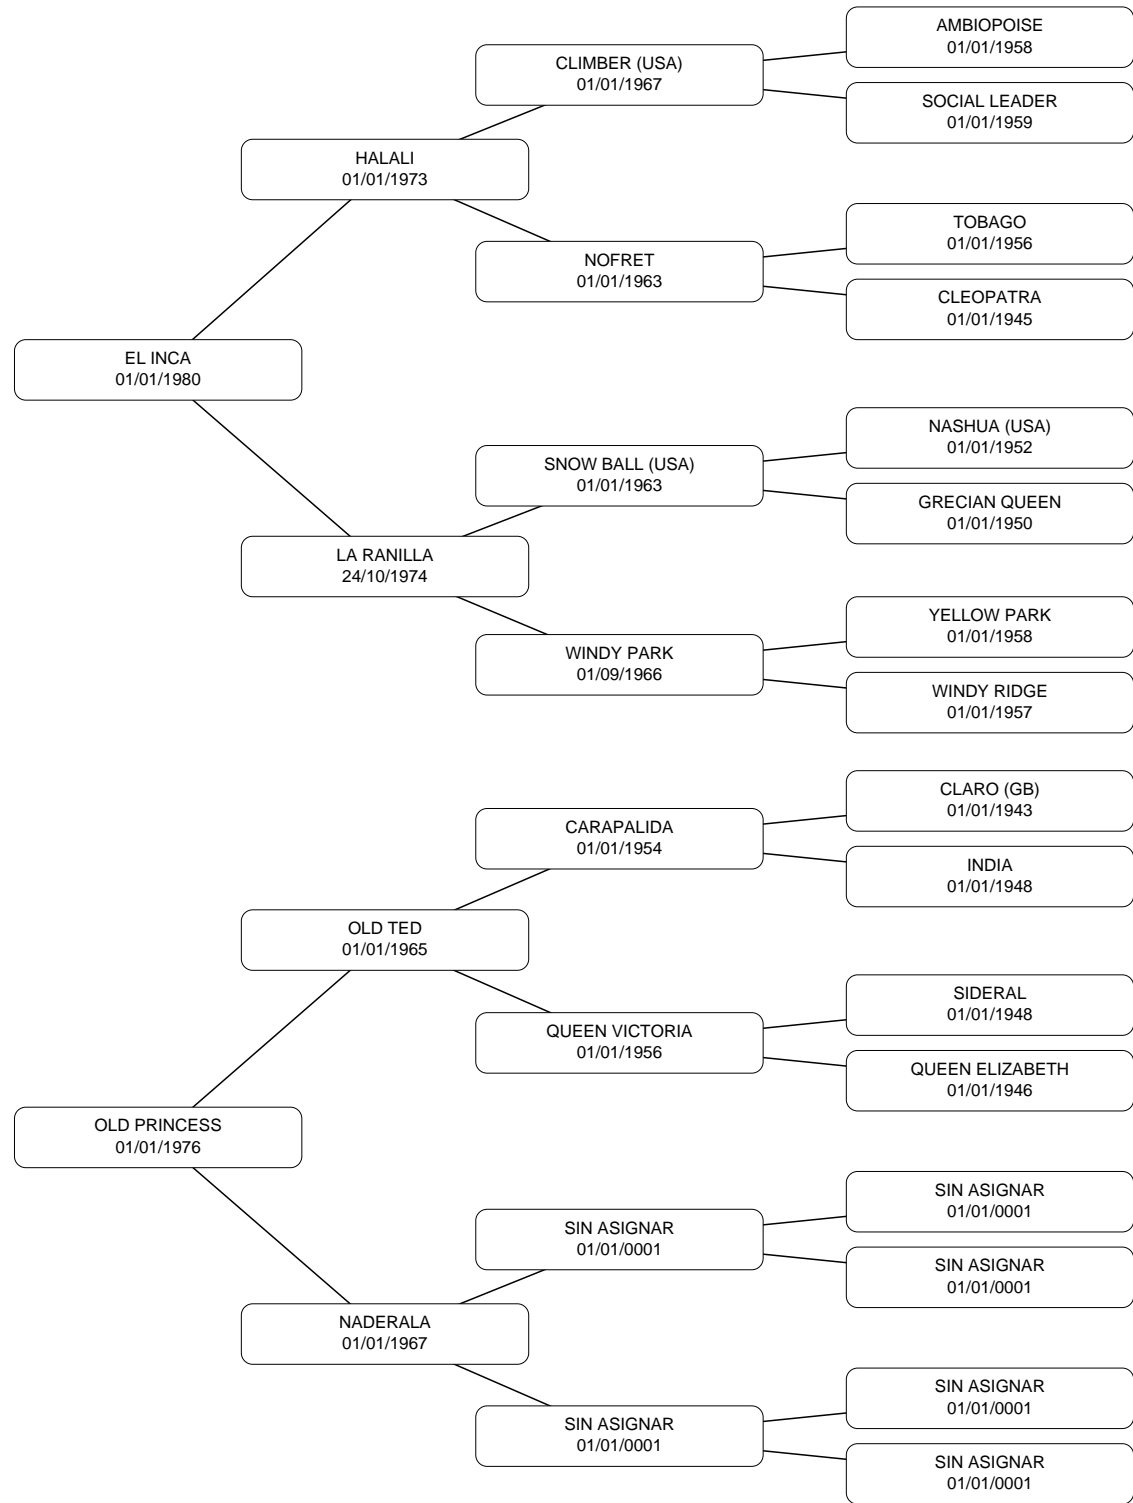 AMBIOPOISE
01/01/1958
CLIMBER (USA)
01/01/1967
SOCIAL LEADER
01/01/1959
HALALI
01/01/1973
TOBAGO
01/01/1956
NOFRET
01/01/1963
CLEOPATRA
01/01/1945
EL INCA
01/01/1980
NASHUA (USA)
01/01/1952
SNOW BALL (USA)
01/01/1963
GRECIAN QUEEN
01/01/1950
LA RANILLA
24/10/1974
YELLOW PARK
01/01/1958
WINDY PARK
01/09/1966
WINDY RIDGE
01/01/1957
CLARO (GB)
01/01/1943
CARAPALIDA
01/01/1954
INDIA
01/01/1948
OLD TED
01/01/1965
SIDERAL
01/01/1948
QUEEN VICTORIA
01/01/1956
QUEEN ELIZABETH
01/01/1946
OLD PRINCESS
01/01/1976
SIN ASIGNAR
01/01/0001
SIN ASIGNAR
01/01/0001
SIN ASIGNAR
01/01/0001
NADERALA
01/01/1967
SIN ASIGNAR
01/01/0001
SIN ASIGNAR
01/01/0001
SIN ASIGNAR
01/01/0001